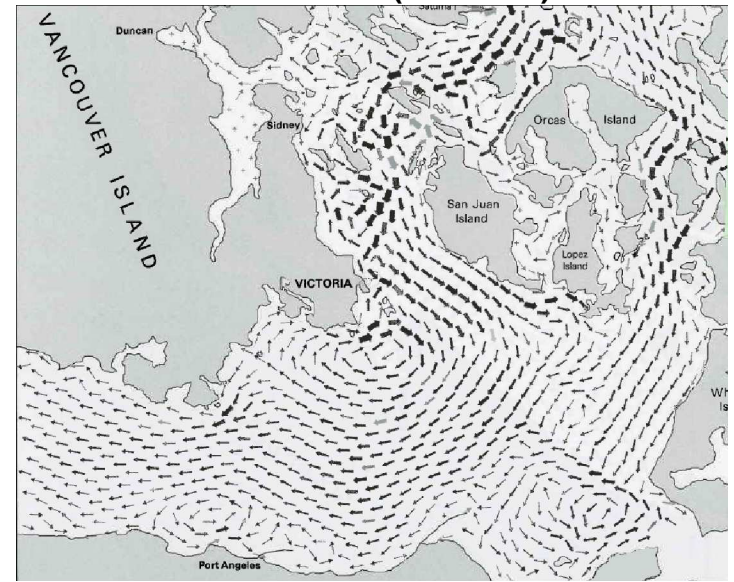 Duncan
VANCOUVER ISLAND
Sidney
Orcas Island
San Juan
Island
Lopez
Island
VICTORIA
Port Angeles